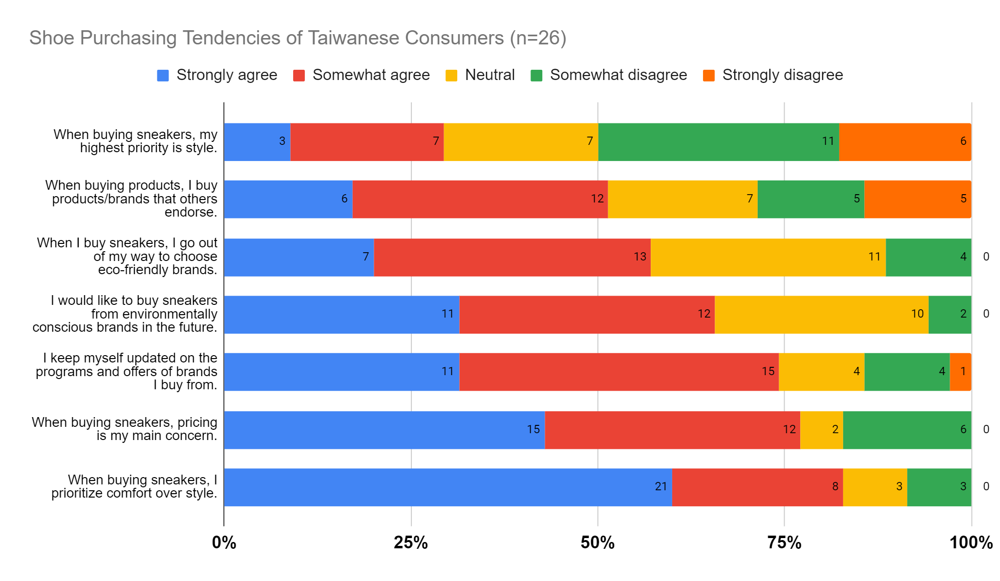 Shoe Purchasing Tendencies of Taiwanese Consumers (n=26)
Strongly agree Somewhat agree Neutral Somewhat disagree Strongly disagree
When buying sneakers, my
highest priority is style.
3 7 7 11 6
When buying products, I buy
products/brands that others
endorse.
6 12 7 5 5
When I buy sneakers, I go out
of my way to choose
eco-friendly brands.
7 13 11 4 0
I would like to buy sneakers
from environmentally
conscious brands in the future.
11 12 10 2 0
I keep myself updated on the
programs and offers of brands
I buy from.
11 15 4 4 1
When buying sneakers, pricing
is my main concern.
15 12 2 6 0
When buying sneakers, I
prioritize comfort over style.
21 8 3 3 0
0% 25% 50% 75% 100%